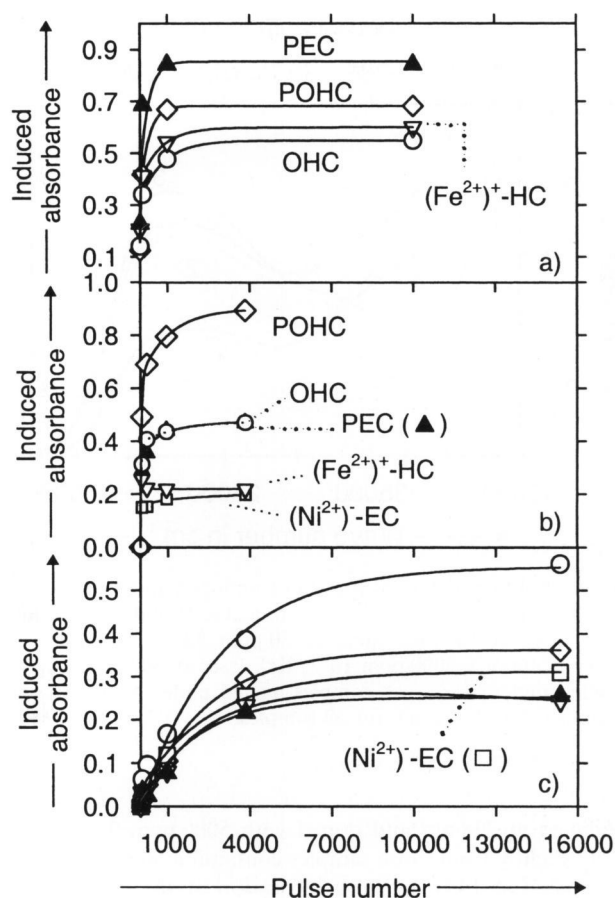 Induced absorbance
0.9
0.7
0.5
0.3
0.1
PEC
POHC
OHC
(Fe²⁺)⁺-HC
a)
Induced absorbance
1.0
0.8
0.6
0.4
0.2
0.0
POHC
OHC
PEC (▲)
(Fe²⁺)⁺-HC
(Ni²⁺)⁻-EC
b)
Induced absorbance
0.5
0.4
0.3
0.2
0.1
0.0
(Ni²⁺)⁻-EC (□)
c)
1000 4000 7000 10000 13000 16000
Pulse number